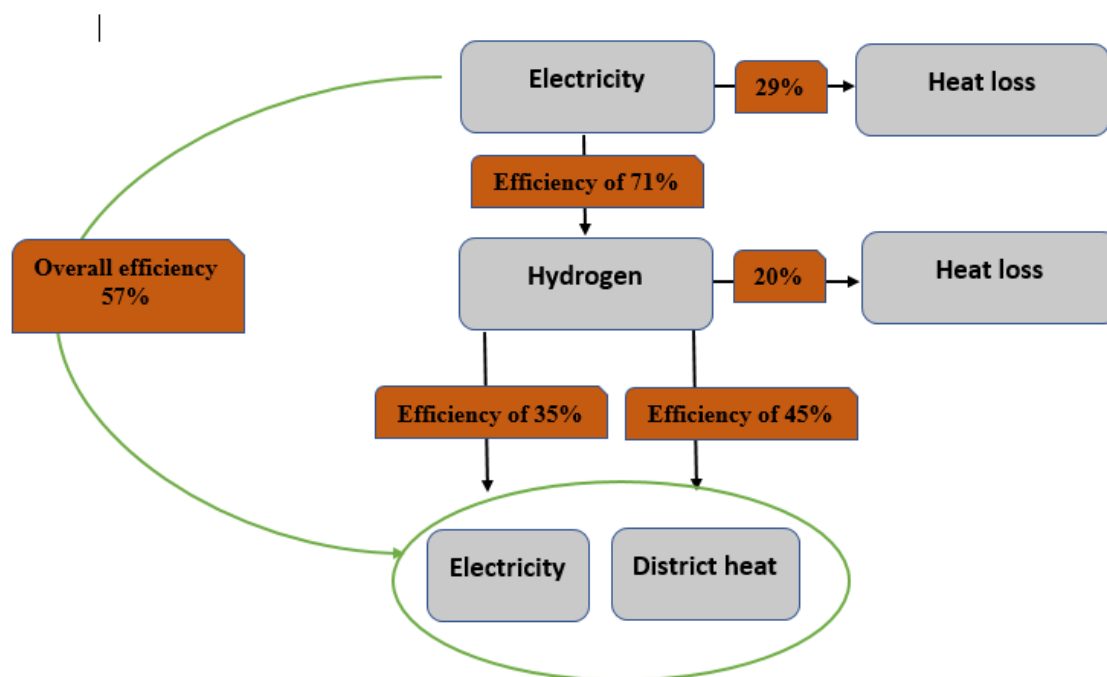 Electricity
29%
Heat loss
Efficiency of 71%
Overall efficiency
57%
Hydrogen
20%
Heat loss
Efficiency of 35%
Efficiency of 45%
Electricity
District heat